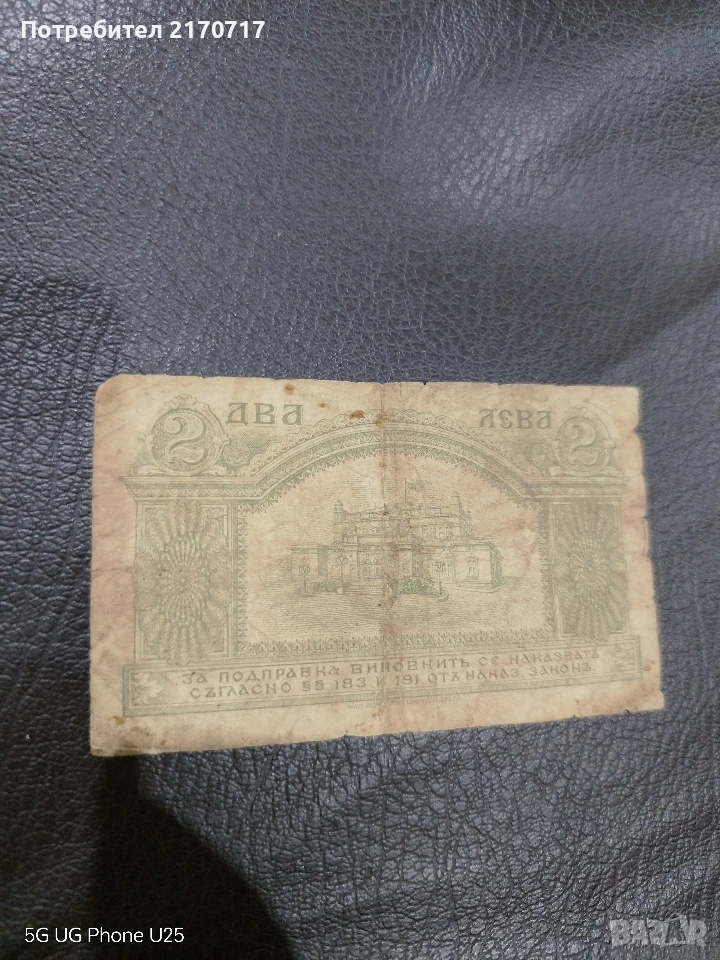 Потребител 2170717
2 ДВА ЛЕВА 2
ЗА ПОДПРАВКА ВИНОВНИТѢ СЕ НАКАЗВАТЪ
СЪГЛАСНО §§ 183 И 191 ОТЪ НАКАЗ. ЗАКОНЪ
5G UG Phone U25
BAZAR